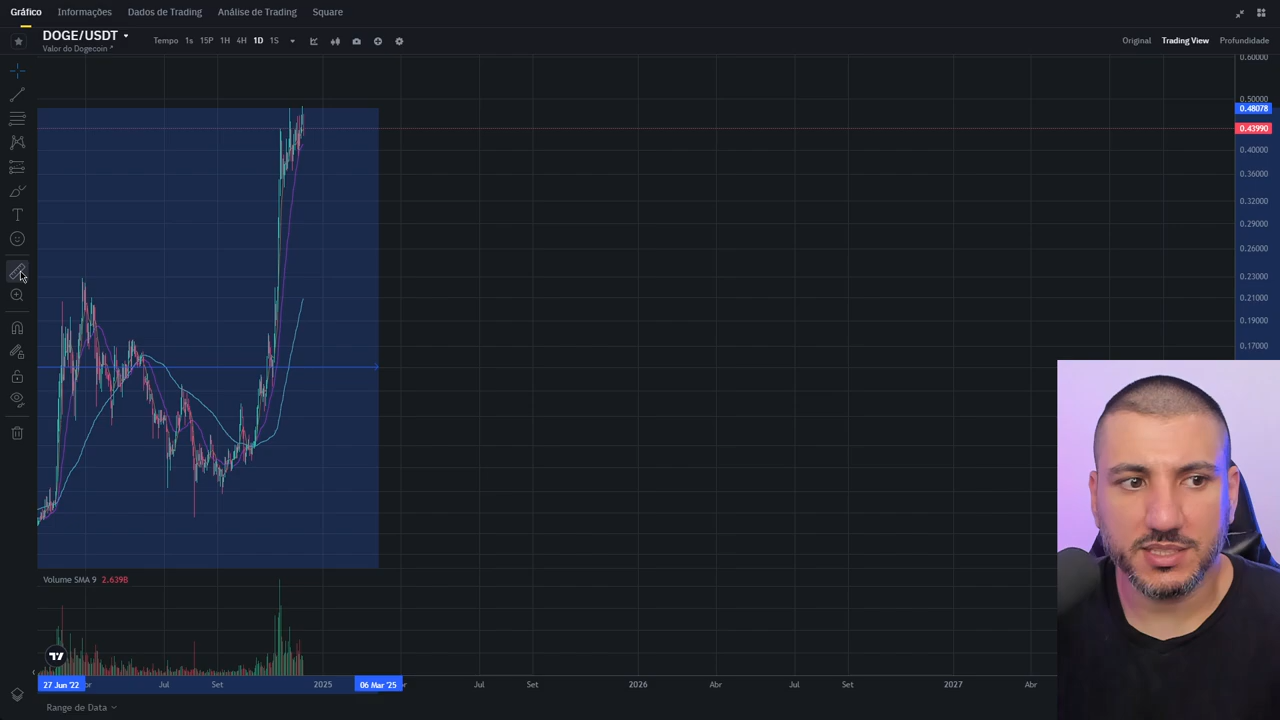 Gráfico Informações Dados de Trading Análise de Trading Square
DOGE/USDT
Valor do Dogecoin
Tempo 1s 15P 1H 4H 1D 1S
Original Trading View Profundidade
0.60000
0.50000
0.48078
0.43990
0.40000
0.36000
0.32000
0.29000
0.26000
0.23000
0.21000
0.19000
0.17000
Volume SMA 9 2.639B
27 Jun '22 br Jul Set 2025 06 Mar '25 Jul Set 2026 Abr Jul Set 2027 Abr
Range de Data